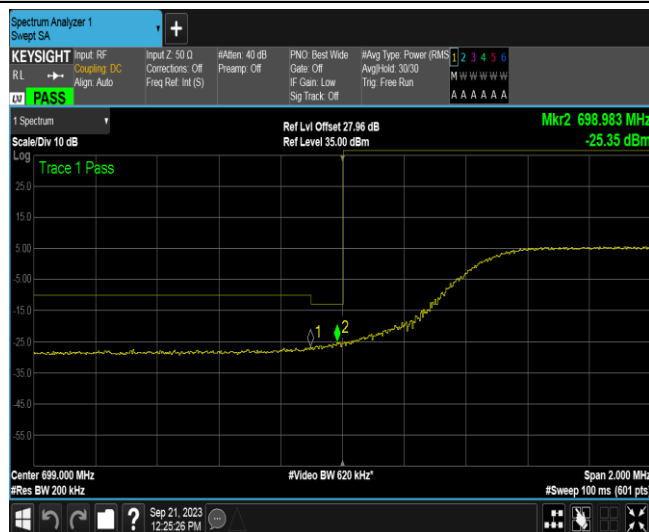 Spectrum Analyzer 1
Swept SA
+
KEYSIGHT
RL
LXI PASS
Input: RF
Coupling: DC
Align: Auto
Input Z: 50 Ω
Corrections: Off
Freq Ref: Int (S)
#Atten: 40 dB
Preamp: Off
PNO: Best Wide
Gate: Off
IF Gain: Low
Sig Track: Off
#Avg Type: Power (RMS
Avg|Hold: 30/30
Trig: Free Run
1 2 3 4 5 6
M W W W W W
A A A A A A
1 Spectrum
Scale/Div 10 dB
Log
Ref Lvl Offset 27.96 dB
Ref Level 35.00 dBm
Mkr2 698.983 MHz
-25.35 dBm
Trace 1 Pass
25.0
15.0
5.00
-5.00
-15.0
-25.0
-35.0
-45.0
-55.0
1
2
Center 699.000 MHz
#Res BW 200 kHz
#Video BW 620 kHz*
Span 2.000 MHz
#Sweep 100 ms (601 pts)
?
Sep 21, 2023
12:25:26 PM